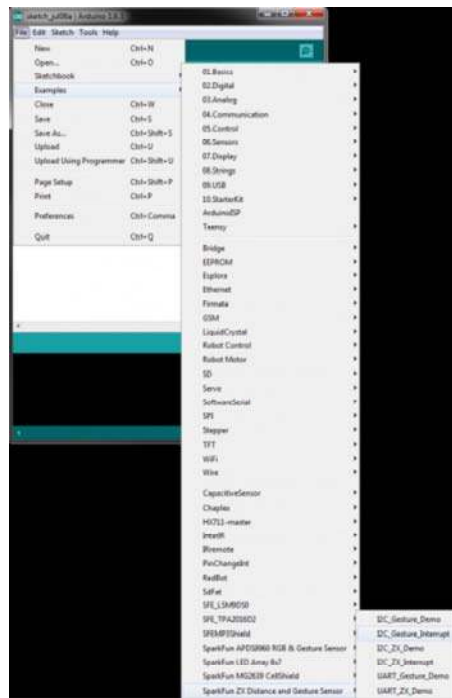 sketch_jul08a | Arduino 1.6.3
File Edit Sketch Tools Help
New Ctrl+N
Open... Ctrl+O
Sketchbook
Examples
Close Ctrl+W
Save Ctrl+S
Save As... Ctrl+Shift+S
Upload Ctrl+U
Upload Using Programmer Ctrl+Shift+U
Page Setup Ctrl+Shift+P
Print Ctrl+P
Preferences Ctrl+Comma
Quit Ctrl+Q
01.Basics
02.Digital
03.Analog
04.Communication
05.Control
06.Sensors
07.Display
08.Strings
09.USB
10.StarterKit
ArduinoISP
Teensy
Bridge
EEPROM
Esplora
Ethernet
Firmata
GSM
LiquidCrystal
Robot Control
Robot Motor
SD
Servo
SoftwareSerial
SPI
Stepper
TFT
WiFi
Wire
CapacitiveSensor
Chaplex
HX711-master
IRremote
PinChangeInt
RedBot
SdFat
SFE_LSM9DS0
SFE_TPA2016D2
SFEMP3Shield
SparkFun APDS9960 RGB & Gesture Sensor
SparkFun LED Array 8x7
SparkFun MG2639 CellShield
SparkFun ZX Distance and Gesture Sensor
I2C_Gesture_Demo
I2C_Gesture_Interrupt
I2C_ZX_Demo
I2C_ZX_Interrupt
UART_Gesture_Demo
UART_ZX_Demo